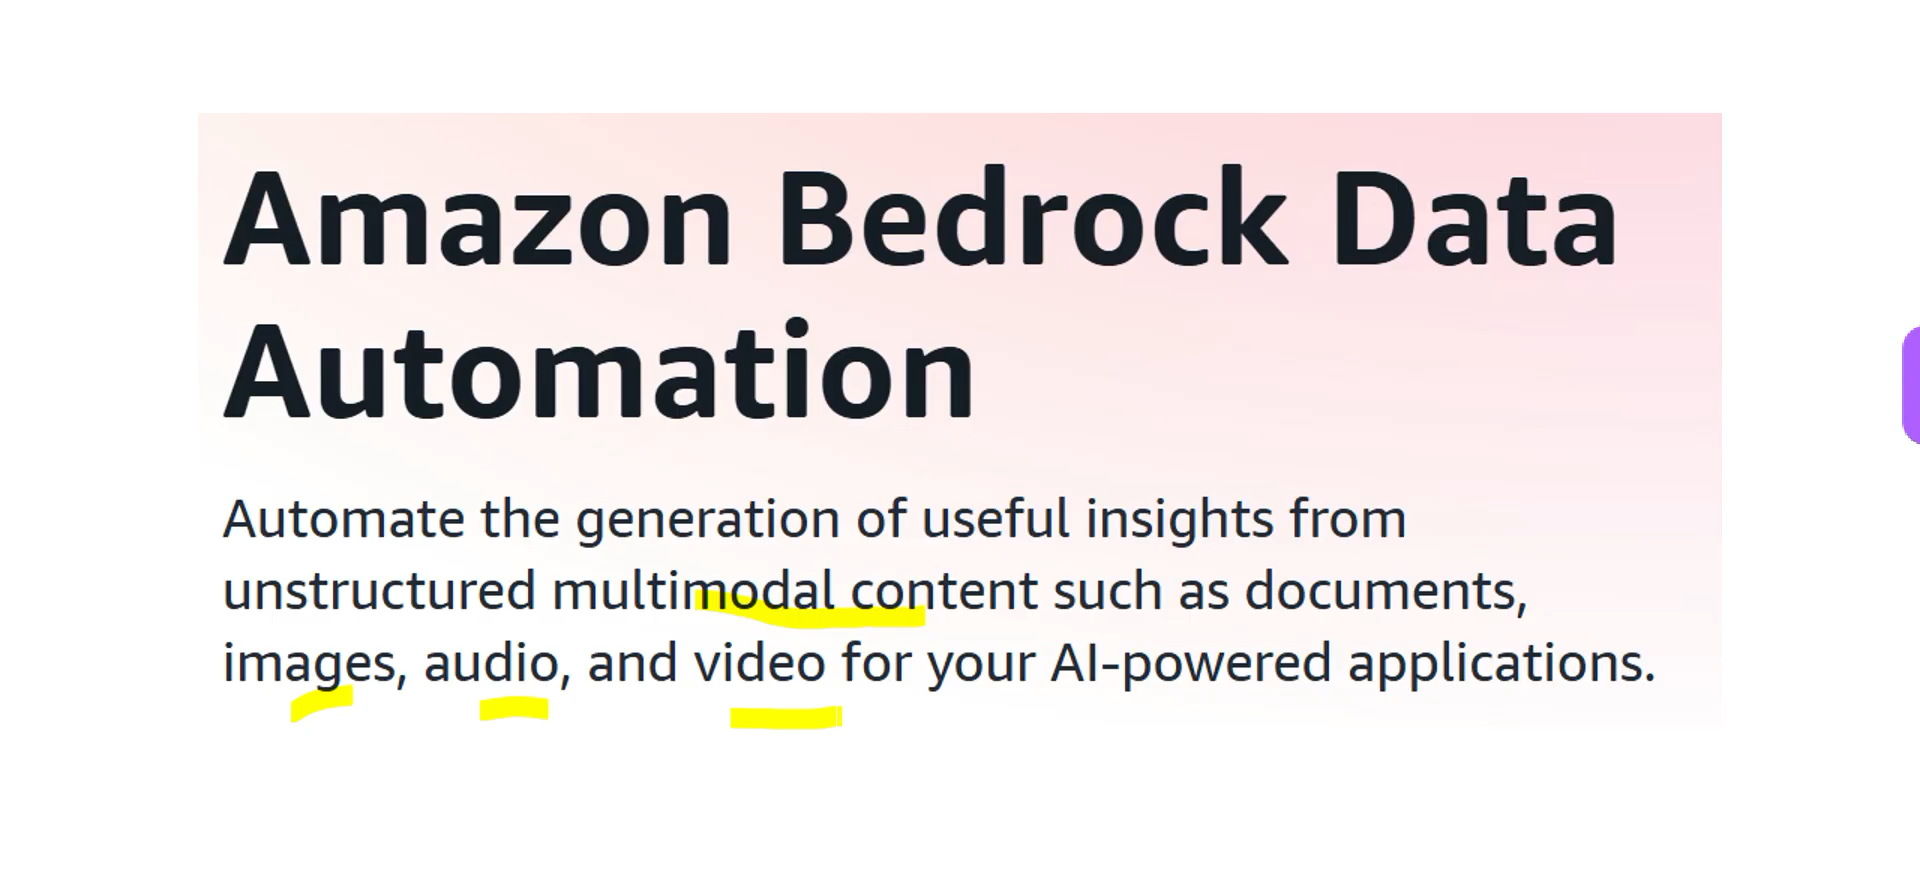 Amazon Bedrock Data
Automation
Automate the generation of useful insights from
unstructured multimodal content such as documents,
images, audio, and video for your AI-powered applications.